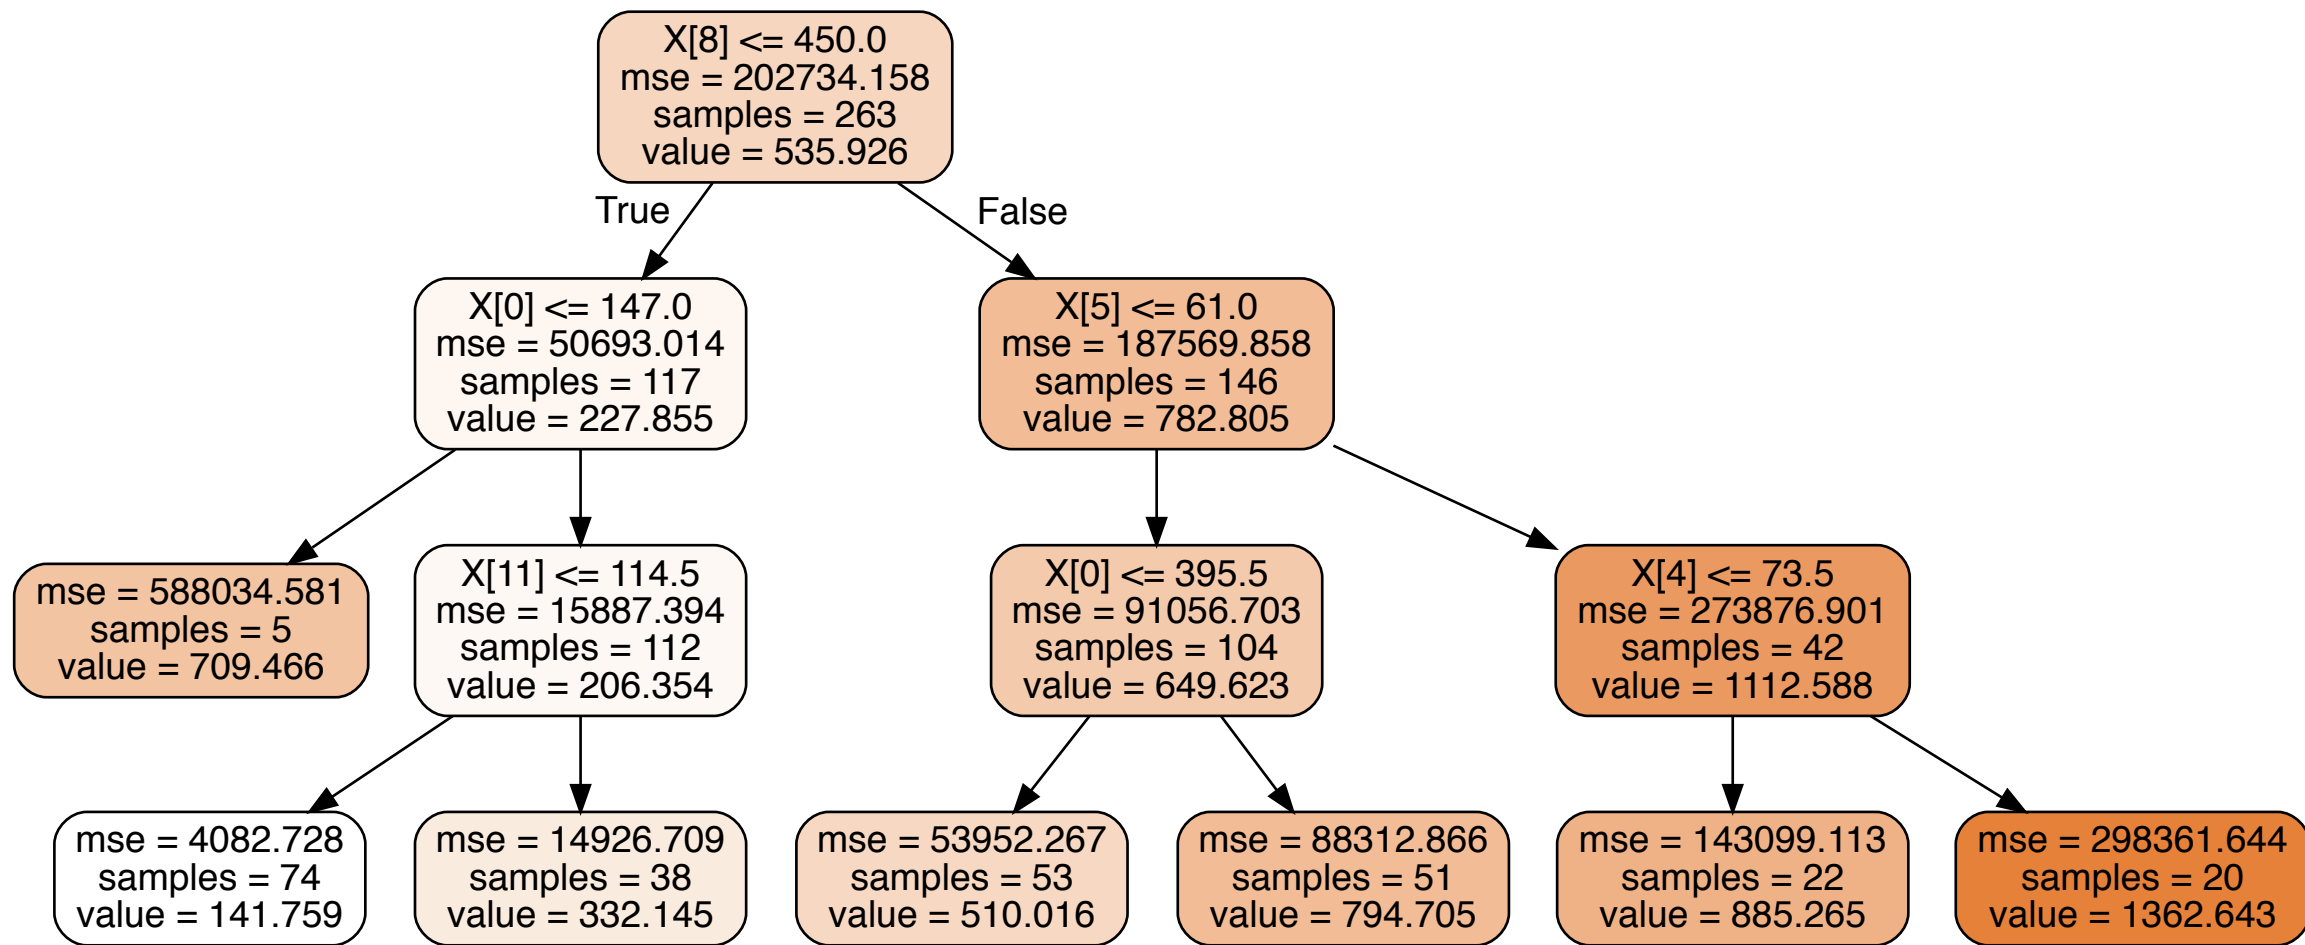 X[8] <= 450.0
mse = 202734.158
samples = 263
value = 535.926
True
False
X[0] <= 147.0
mse = 50693.014
samples = 117
value = 227.855
X[5] <= 61.0
mse = 187569.858
samples = 146
value = 782.805
mse = 588034.581
samples = 5
value = 709.466
X[11] <= 114.5
mse = 15887.394
samples = 112
value = 206.354
X[0] <= 395.5
mse = 91056.703
samples = 104
value = 649.623
X[4] <= 73.5
mse = 273876.901
samples = 42
value = 1112.588
mse = 4082.728
samples = 74
value = 141.759
mse = 14926.709
samples = 38
value = 332.145
mse = 53952.267
samples = 53
value = 510.016
mse = 88312.866
samples = 51
value = 794.705
mse = 143099.113
samples = 22
value = 885.265
mse = 298361.644
samples = 20
value = 1362.643